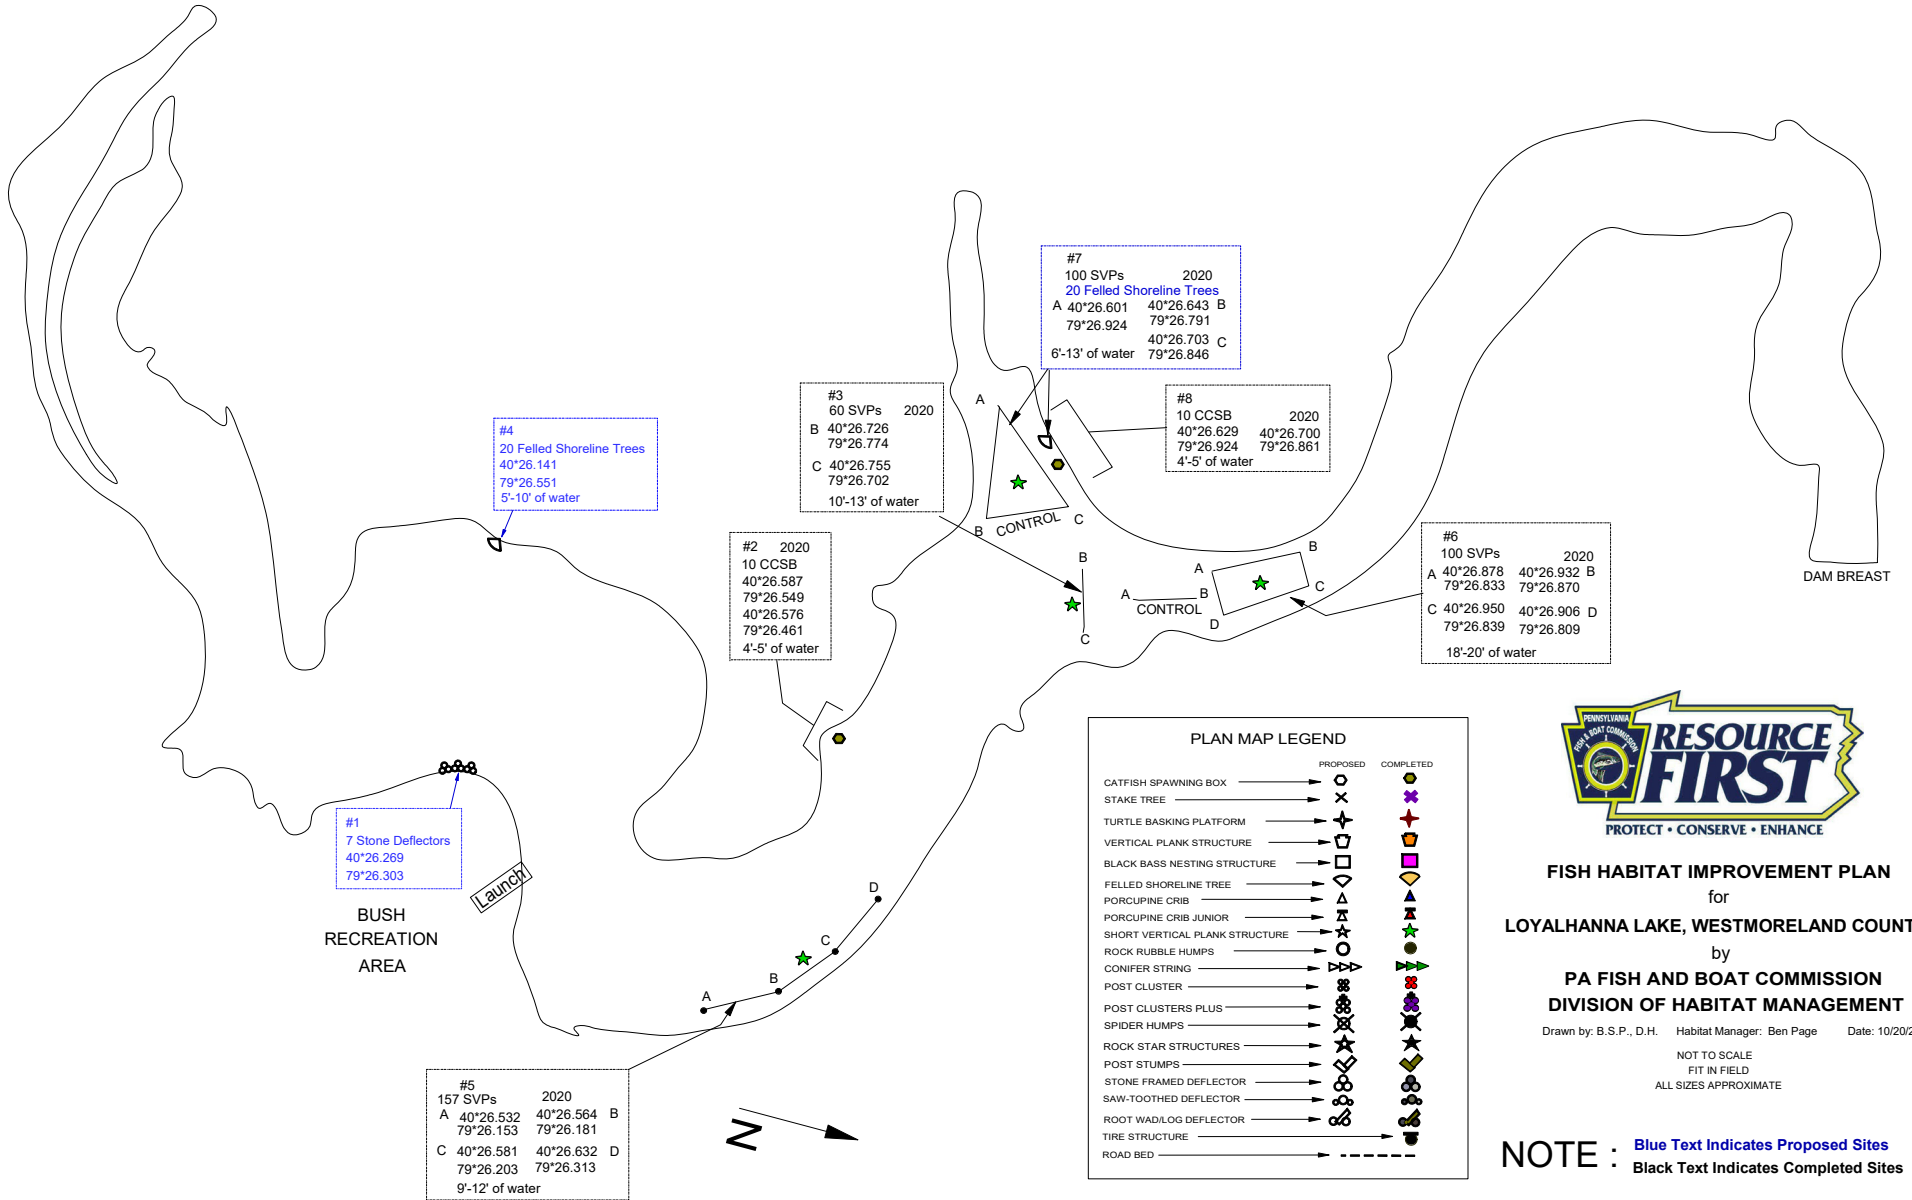 #7
100 SVPs 2020
20 Felled Shoreline Trees
A 40*26.601 40*26.643 B
79*26.924 79*26.791
40*26.703 C
6'-13' of water 79*26.846
#3
60 SVPs 2020
B 40*26.726
79*26.774
C 40*26.755
79*26.702
10'-13' of water
#8
10 CCSB 2020
40*26.629 40*26.700
79*26.924 79*26.861
4'-5' of water
#4
20 Felled Shoreline Trees
40*26.141
79*26.551
5'-10' of water
A
B
CONTROL
C
#2 2020
10 CCSB
40*26.587
79*26.549
40*26.576
79*26.461
4'-5' of water
B
C
A
B
CONTROL
A
B
C
D
#6
100 SVPs 2020
A 40*26.878 40*26.932 B
79*26.833 79*26.870
C 40*26.950 40*26.906 D
79*26.839 79*26.809
18'-20' of water
DAM BREAST
#1
7 Stone Deflectors
40*26.269
79*26.303
Launch
BUSH
RECREATION
AREA
A
B
C
D
#5
157 SVPs 2020
A 40*26.532 40*26.564 B
79*26.153 79*26.181
C 40*26.581 40*26.632 D
79*26.203 79*26.313
9'-12' of water
N
PLAN MAP LEGEND
PROPOSED COMPLETED
CATFISH SPAWNING BOX
STAKE TREE
TURTLE BASKING PLATFORM
VERTICAL PLANK STRUCTURE
BLACK BASS NESTING STRUCTURE
FELLED SHORELINE TREE
PORCUPINE CRIB
PORCUPINE CRIB JUNIOR
SHORT VERTICAL PLANK STRUCTURE
ROCK RUBBLE HUMPS
CONIFER STRING
POST CLUSTER
POST CLUSTERS PLUS
SPIDER HUMPS
ROCK STAR STRUCTURES
POST STUMPS
STONE FRAMED DEFLECTOR
SAW-TOOTHED DEFLECTOR
ROOT WAD/LOG DEFLECTOR
TIRE STRUCTURE
ROAD BED
PENNSYLVANIA
FISH & BOAT COMMISSION
RESOURCE
FIRST
PROTECT • CONSERVE • ENHANCE
FISH HABITAT IMPROVEMENT PLAN
for
LOYALHANNA LAKE, WESTMORELAND COUNT
by
PA FISH AND BOAT COMMISSION
DIVISION OF HABITAT MANAGEMENT
Drawn by: B.S.P., D.H. Habitat Manager: Ben Page Date: 10/20/2
NOT TO SCALE
FIT IN FIELD
ALL SIZES APPROXIMATE
NOTE : Blue Text Indicates Proposed Sites
Black Text Indicates Completed Sites